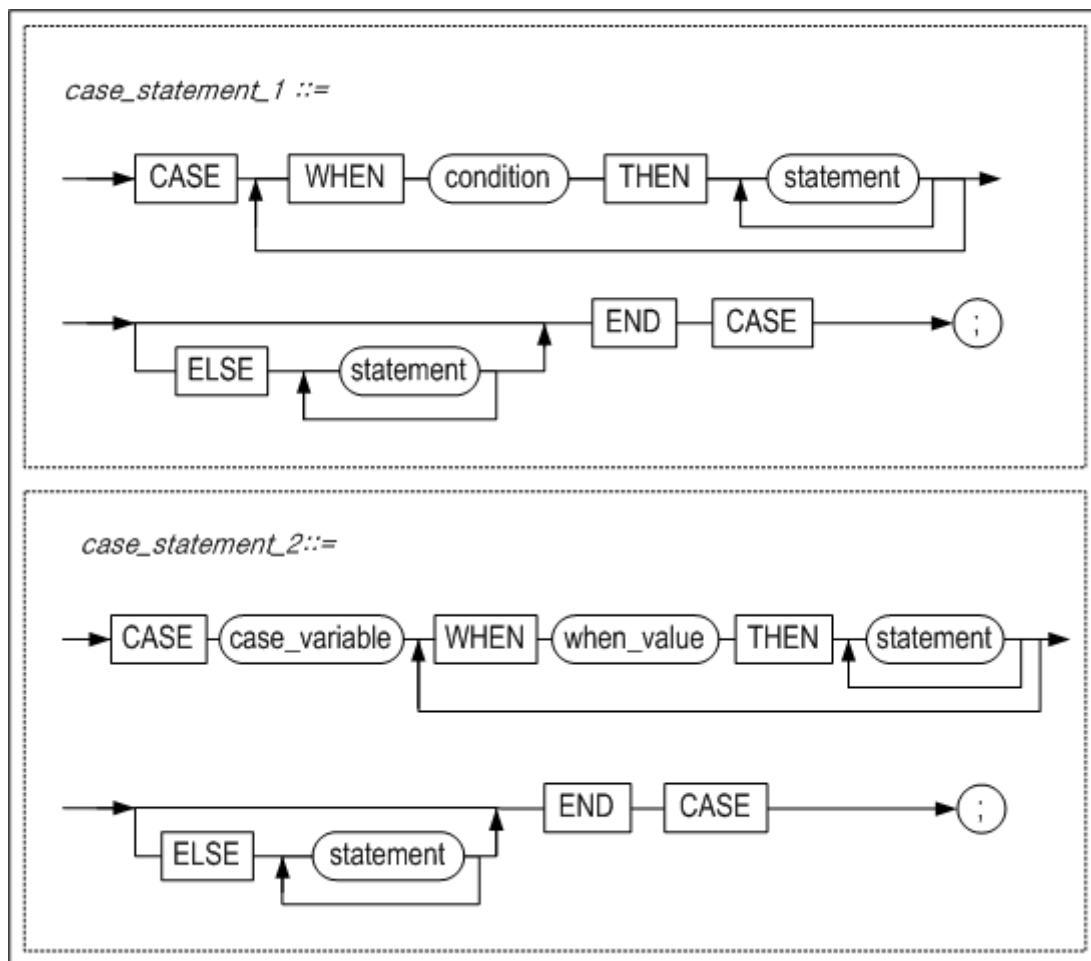 case_statement_1 ::=
CASE WHEN condition THEN statement
ELSE statement END CASE ;
case_statement_2::=
CASE case_variable WHEN when_value THEN statement
ELSE statement END CASE ;